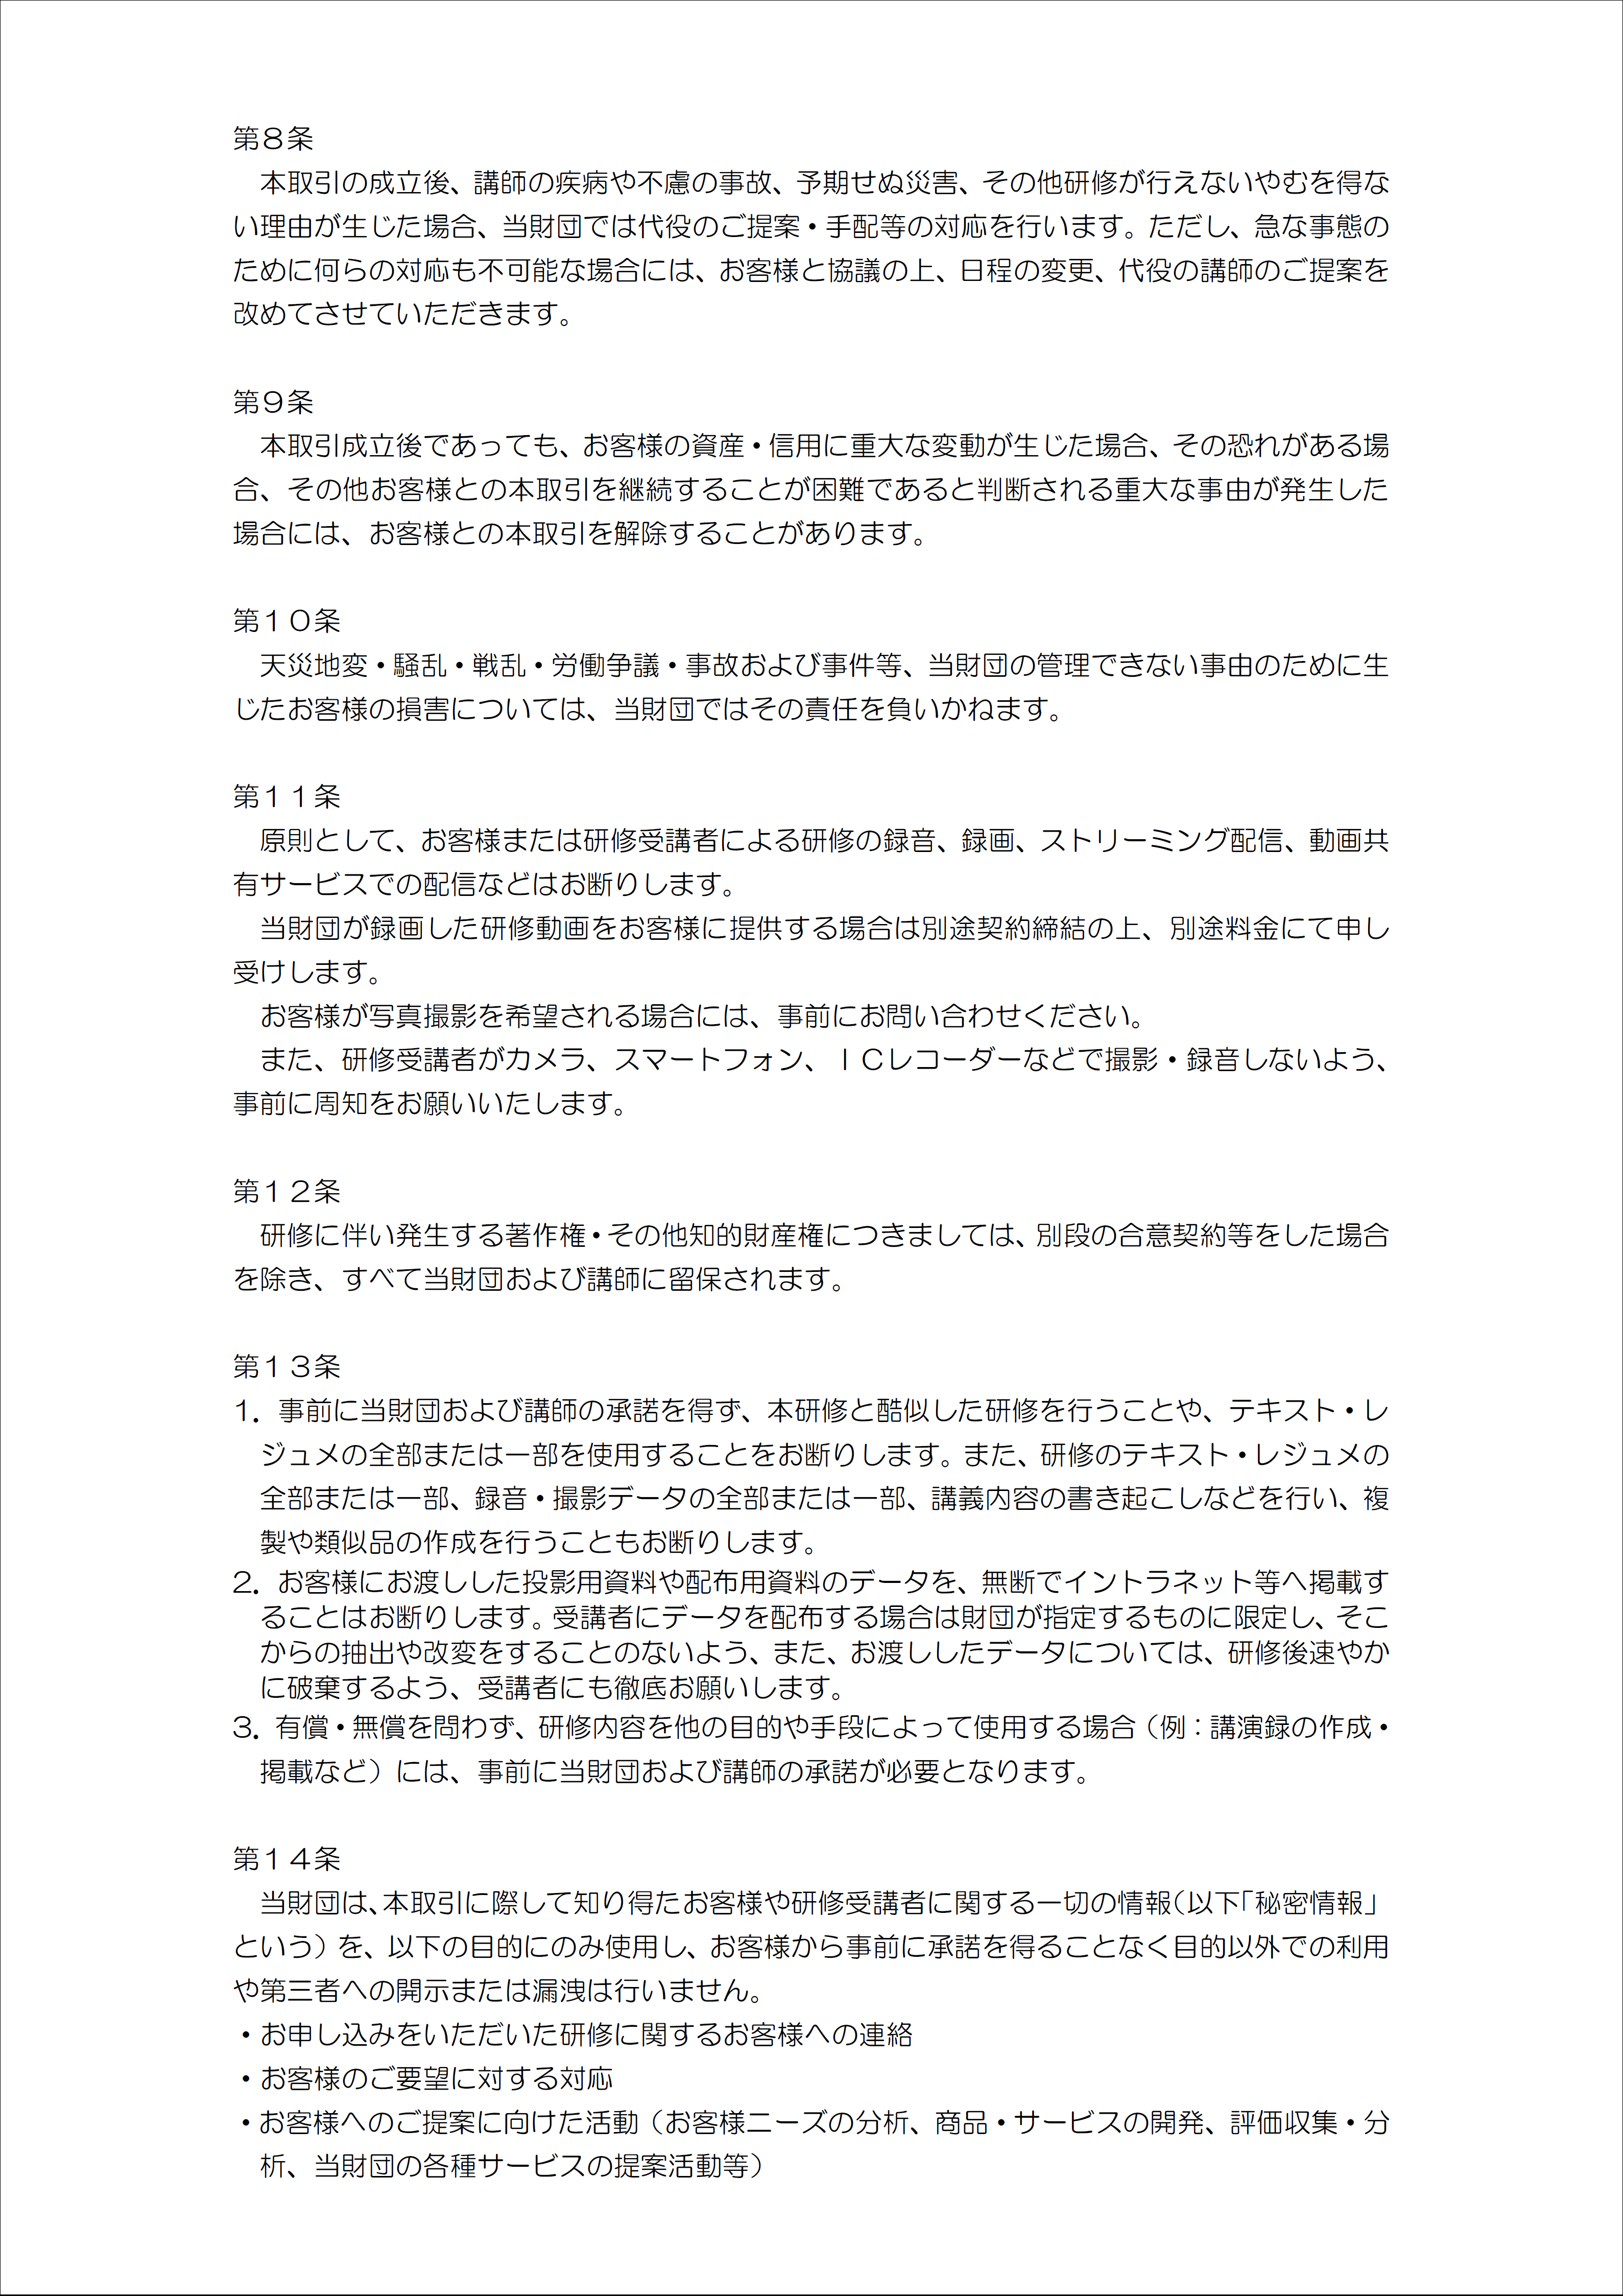 第８条
　本取引の成立後、講師の疾病や不慮の事故、予期せぬ災害、その他研修が行えないやむを得な
い理由が生じた場合、当財団では代役のご提案・手配等の対応を行います。ただし、急な事態の
ために何らの対応も不可能な場合には、お客様と協議の上、日程の変更、代役の講師のご提案を
改めてさせていただきます。
第９条
　本取引成立後であっても、お客様の資産・信用に重大な変動が生じた場合、その恐れがある場
合、その他お客様との本取引を継続することが困難であると判断される重大な事由が発生した
場合には、お客様との本取引を解除することがあります。
第１０条
　天災地変・騒乱・戦乱・労働争議・事故および事件等、当財団の管理できない事由のために生
じたお客様の損害については、当財団ではその責任を負いかねます。
第１１条
　原則として、お客様または研修受講者による研修の録音、録画、ストリーミング配信、動画共
有サービスでの配信などはお断りします。
　当財団が録画した研修動画をお客様に提供する場合は別途契約締結の上、別途料金にて申し
受けします。
　お客様が写真撮影を希望される場合には、事前にお問い合わせください。
　また、研修受講者がカメラ、スマートフォン、ＩＣレコーダーなどで撮影・録音しないよう、
事前に周知をお願いいたします。
第１２条
　研修に伴い発生する著作権・その他知的財産権につきましては、別段の合意契約等をした場合
を除き、すべて当財団および講師に留保されます。
第１３条
1．事前に当財団および講師の承諾を得ず、本研修と酷似した研修を行うことや、テキスト・レ
ジュメの全部または一部を使用することをお断りします。また、研修のテキスト・レジュメの
全部または一部、録音・撮影データの全部または一部、講義内容の書き起こしなどを行い、複
製や類似品の作成を行うこともお断りします。
2．お客様にお渡しした投影用資料や配布用資料のデータを、無断でイントラネット等へ掲載す
ることはお断りします。受講者にデータを配布する場合は財団が指定するものに限定し、そこ
からの抽出や改変をすることのないよう、また、お渡ししたデータについては、研修後速やか
に破棄するよう、受講者にも徹底お願いします。
3．有償・無償を問わず、研修内容を他の目的や手段によって使用する場合（例：講演録の作成・
掲載など）には、事前に当財団および講師の承諾が必要となります。
第１４条
　当財団は、本取引に際して知り得たお客様や研修受講者に関する一切の情報（以下「秘密情報」
という）を、以下の目的にのみ使用し、お客様から事前に承諾を得ることなく目的以外での利用
や第三者への開示または漏洩は行いません。
・お申し込みをいただいた研修に関するお客様への連絡
・お客様のご要望に対する対応
・お客様へのご提案に向けた活動（お客様ニーズの分析、商品・サービスの開発、評価収集・分
析、当財団の各種サービスの提案活動等）